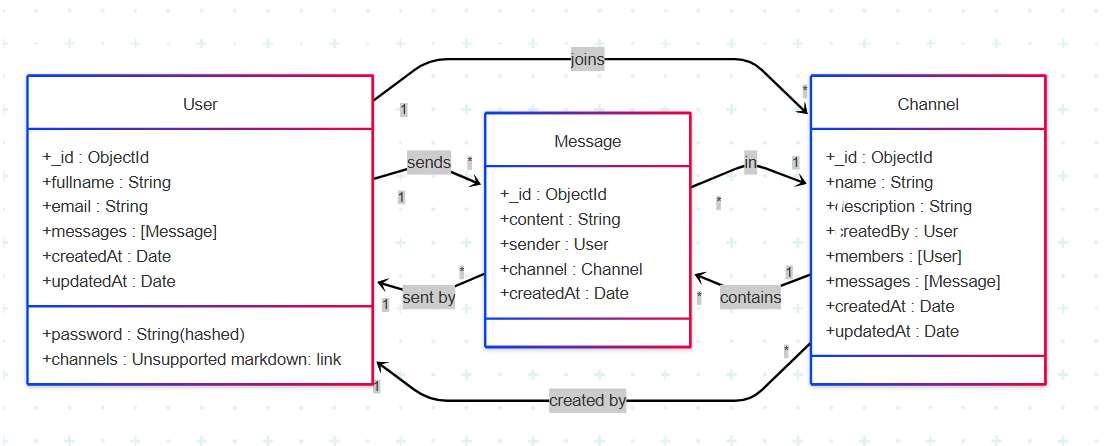 joins
1
*
User
+_id : ObjectId
+fullname : String
+email : String
+messages : [Message]
+createdAt : Date
+updatedAt : Date
+password : String(hashed)
+channels : Unsupported markdown: link
sends
1
*
Message
+_id : ObjectId
+content : String
+sender : User
+channel : Channel
+createdAt : Date
in
1
*
sent by
*
1
contains
1
*
Channel
+_id : ObjectId
+name : String
+description : String
+createdBy : User
+members : [User]
+messages : [Message]
+createdAt : Date
+updatedAt : Date
created by
*
1